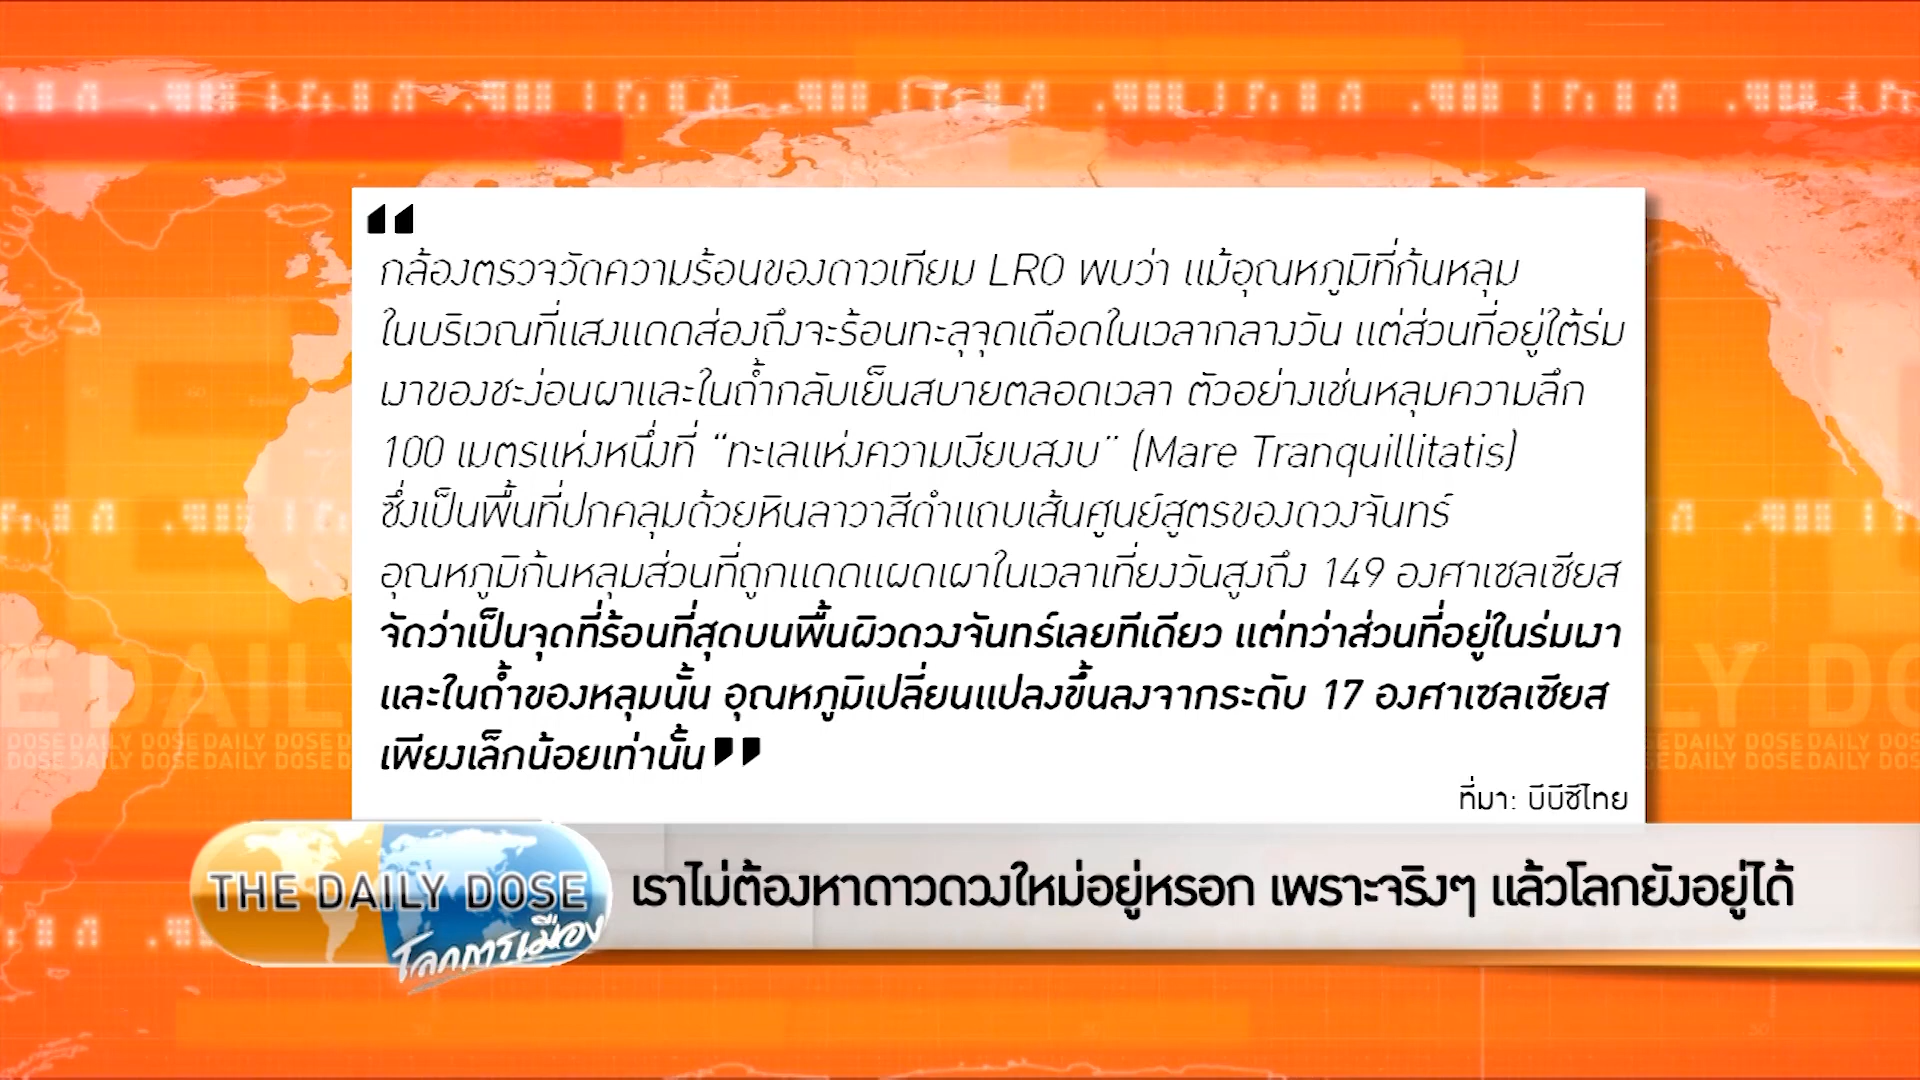 “
กล้องตรวจวัดความร้อนของดาวเทียม LRO พบว่า แม้อุณหภูมิที่ก้นหลุม
ในบริเวณที่แสงแดดส่องถึงจะร้อนทะลุจุดเดือดในเวลากลางวัน แต่ส่วนที่อยู่ใต้ร่ม
เงาของชะง่อนผาและในถ้ำกลับเย็นสบายตลอดเวลา ตัวอย่างเช่นหลุมความลึก
100 เมตรแห่งหนึ่งที่ “ทะเลแห่งความเงียบสงบ” (Mare Tranquillitatis)
ซึ่งเป็นพื้นที่ปกคลุมด้วยหินลาวาสีดำแถบเส้นศูนย์สูตรของดวงจันทร์
อุณหภูมิก้นหลุมส่วนที่ถูกแดดแผดเผาในเวลาเที่ยงวันสูงถึง 149 องศาเซลเซียส
จัดว่าเป็นจุดที่ร้อนที่สุดบนพื้นผิวดวงจันทร์เลยทีเดียว แต่ทว่าส่วนที่อยู่ในร่มเงา
และในถ้ำของหลุมนั้น อุณหภูมิเปลี่ยนแปลงขึ้นลงจากระดับ 17 องศาเซลเซียส
เพียงเล็กน้อยเท่านั้น ”
ที่มา: บีบีซีไทย
THE DAILY DOSE
โลกการเมือง
เราไม่ต้องหาดาวดวงใหม่อยู่หรอก เพราะจริงๆ แล้วโลกยังอยู่ได้